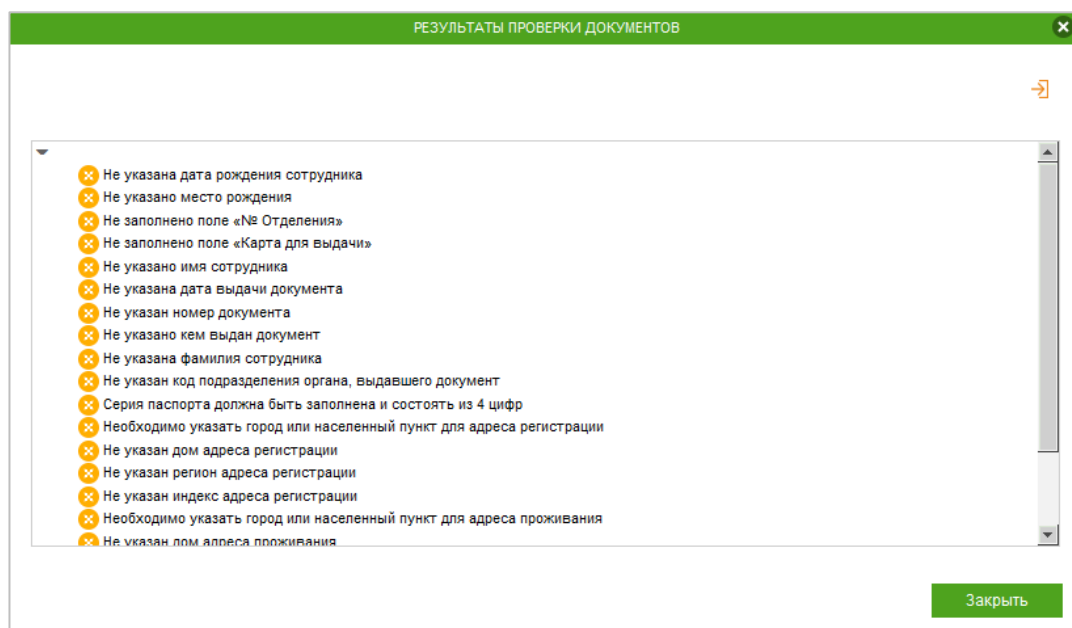 РЕЗУЛЬТАТЫ ПРОВЕРКИ ДОКУМЕНТОВ
Не указана дата рождения сотрудника
Не указано место рождения
Не заполнено поле «№ Отделения»
Не заполнено поле «Карта для выдачи»
Не указано имя сотрудника
Не указана дата выдачи документа
Не указан номер документа
Не указано кем выдан документ
Не указана фамилия сотрудника
Не указан код подразделения органа, выдавшего документ
Серия паспорта должна быть заполнена и состоять из 4 цифр
Необходимо указать город или населенный пункт для адреса регистрации
Не указан дом адреса регистрации
Не указан регион адреса регистрации
Не указан индекс адреса регистрации
Необходимо указать город или населенный пункт для адреса проживания
Не указан дом адреса проживания
Закрыть